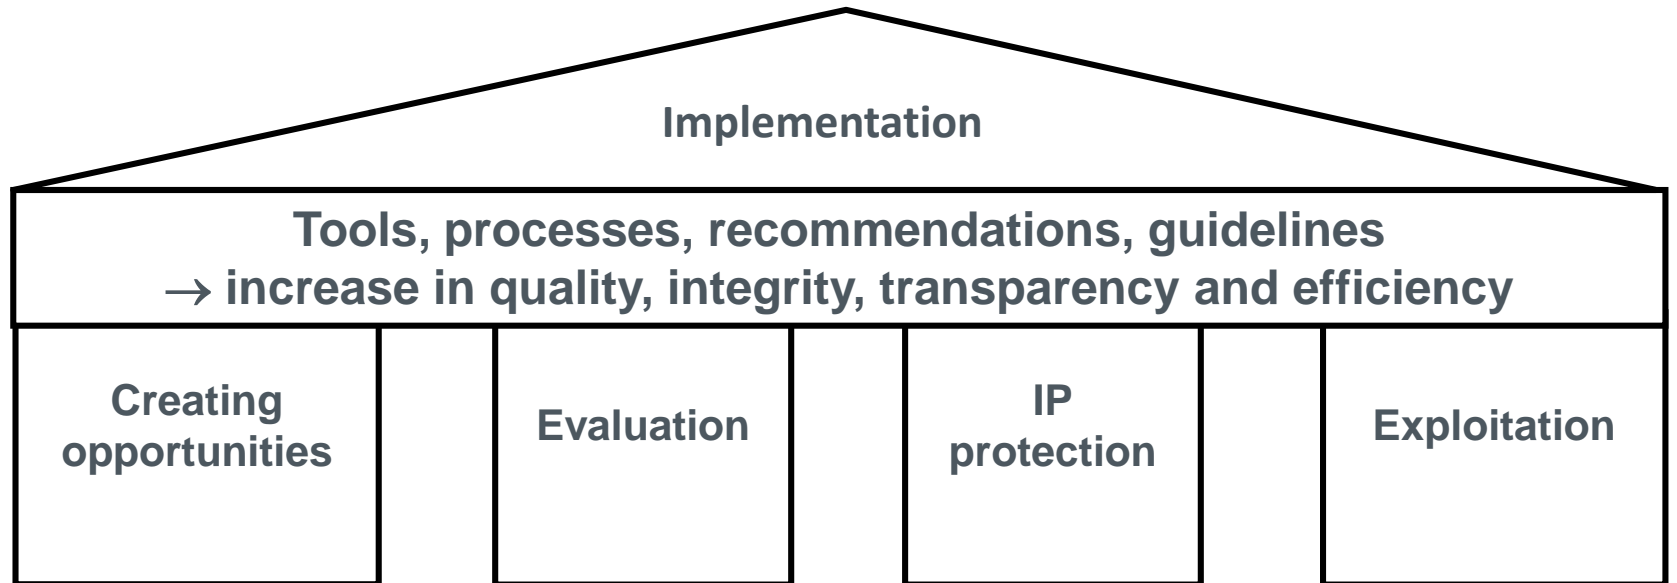 Implementation
Tools, processes, recommendations, guidelines
→ increase in quality, integrity, transparency and efficiency
Creating
opportunities
Evaluation
IP
protection
Exploitation